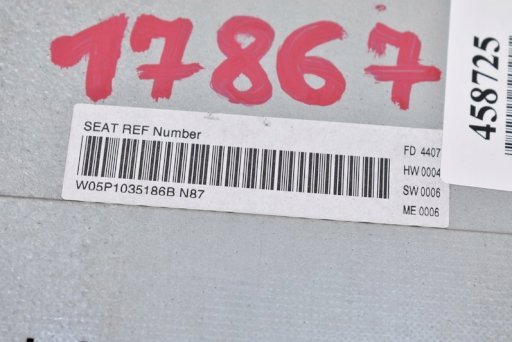 17867
458725
SEAT REF Number
W05P1035186B N87
FD 4407
HW 0004
SW 0006
ME 0006